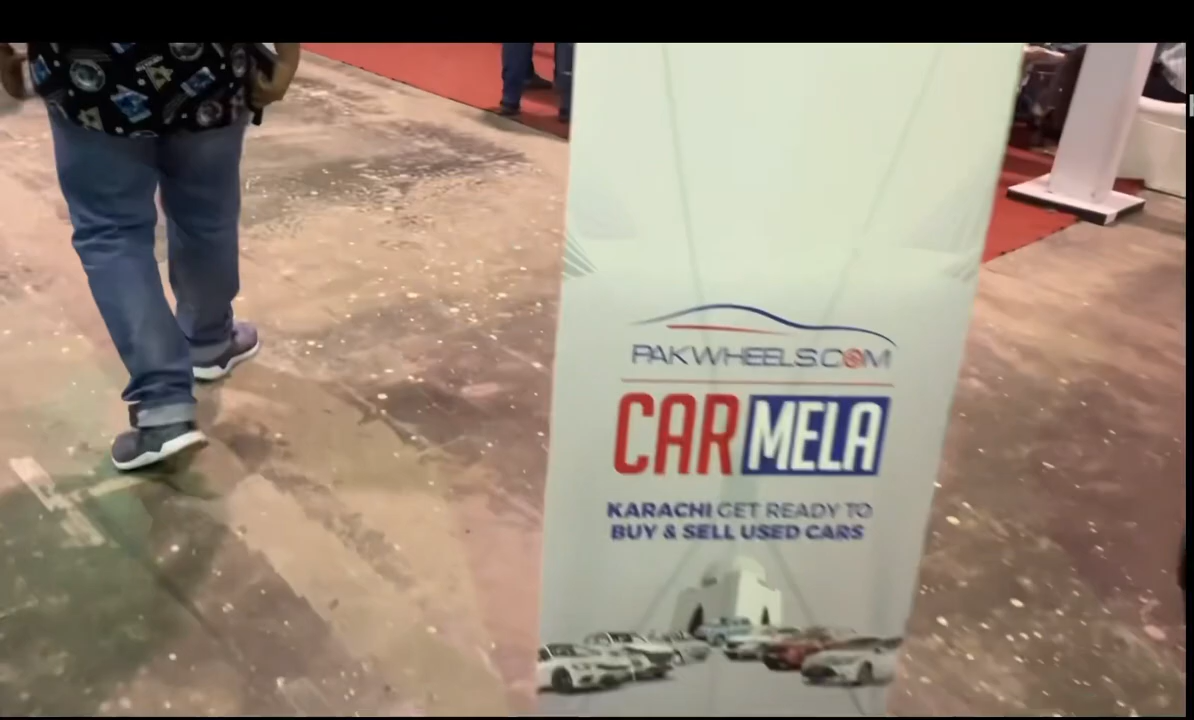 PAKWHEELS.COM
CAR MELA
KARACHI GET READY TO
BUY & SELL USED CARS